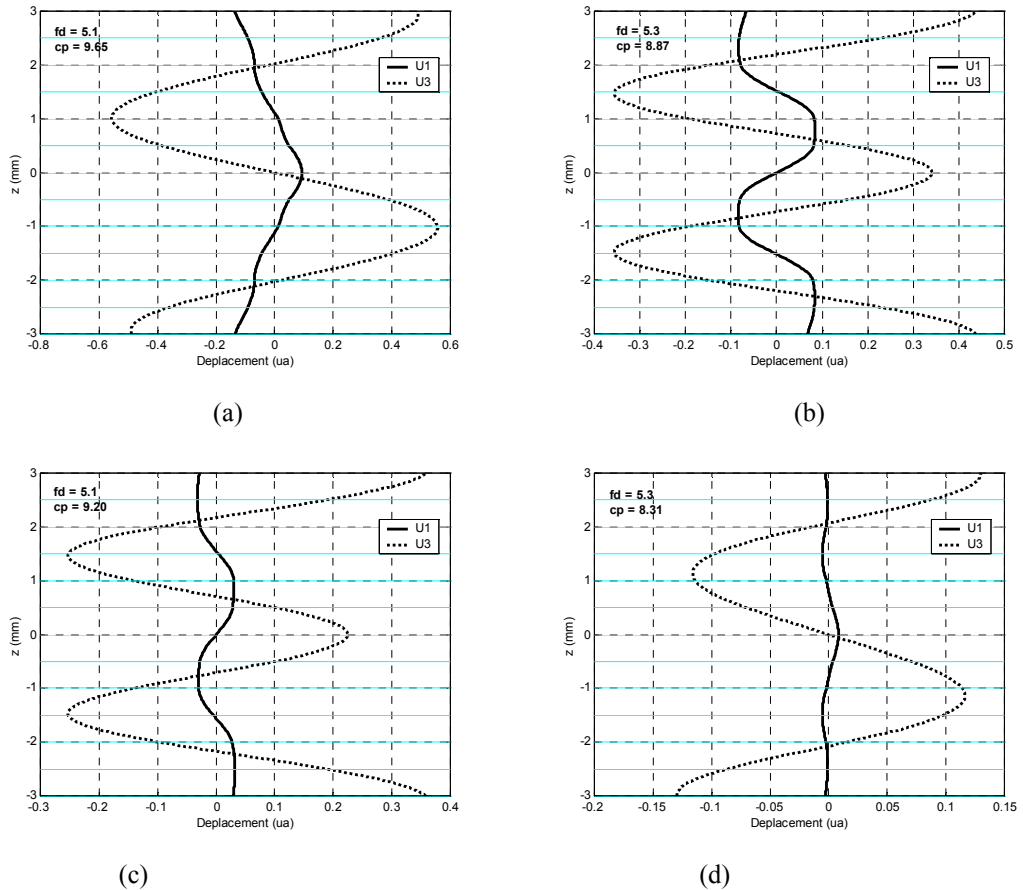 fd = 5.1
cp = 9.65
U1
U3
3
2
1
0
-1
-2
-3
z (mm)
-0.8 -0.6 -0.4 -0.2 0 0.2 0.4 0.6
Deplacement (ua)
(a)
fd = 5.3
cp = 8.87
U1
U3
3
2
1
0
-1
-2
-3
z (mm)
-0.4 -0.3 -0.2 -0.1 0 0.1 0.2 0.3 0.4 0.5
Deplacement (ua)
(b)
fd = 5.1
cp = 9.20
U1
U3
3
2
1
0
-1
-2
-3
z (mm)
-0.3 -0.2 -0.1 0 0.1 0.2 0.3 0.4
Deplacement (ua)
(c)
fd = 5.3
cp = 8.31
U1
U3
3
2
1
0
-1
-2
-3
z (mm)
-0.2 -0.15 -0.1 -0.05 0 0.05 0.1 0.15
Deplacement (ua)
(d)